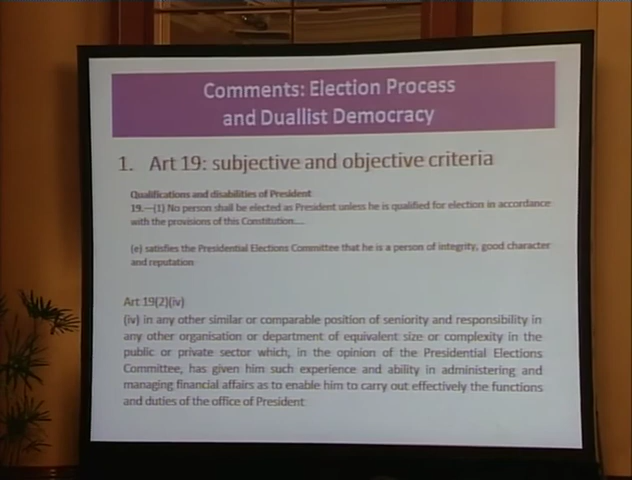 Comments: Election Process
and Duallist Democracy
1. Art 19: subjective and objective criteria
Qualifications and disabilities of President
19.—(1) No person shall be elected as President unless he is qualified for election in accordance
with the provisions of this Constitution....
(e) satisfies the Presidential Elections Committee that he is a person of integrity, good character
and reputation
Art 19(2)(iv)
(iv) in any other similar or comparable position of seniority and responsibility in
any other organisation or department of equivalent size or complexity in the
public or private sector which, in the opinion of the Presidential Elections
Committee, has given him such experience and ability in administering and
managing financial affairs as to enable him to carry out effectively the functions
and duties of the office of President